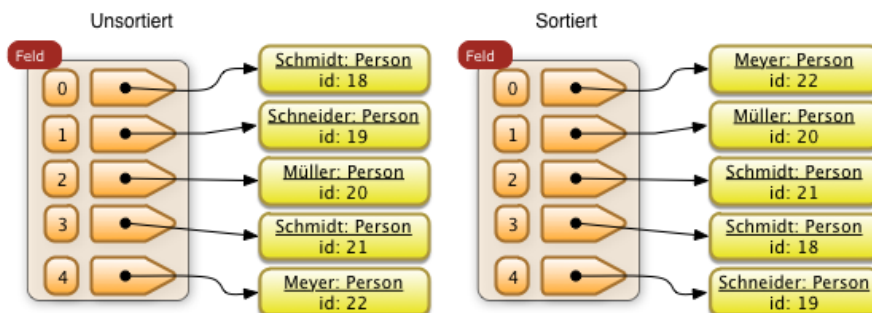 Unsortiert
Feld
0
Schmidt: Person
id: 18
1
Schneider: Person
id: 19
2
Müller: Person
id: 20
3
Schmidt: Person
id: 21
4
Meyer: Person
id: 22
Sortiert
Feld
0
Meyer: Person
id: 22
1
Müller: Person
id: 20
2
Schmidt: Person
id: 21
3
Schmidt: Person
id: 18
4
Schneider: Person
id: 19